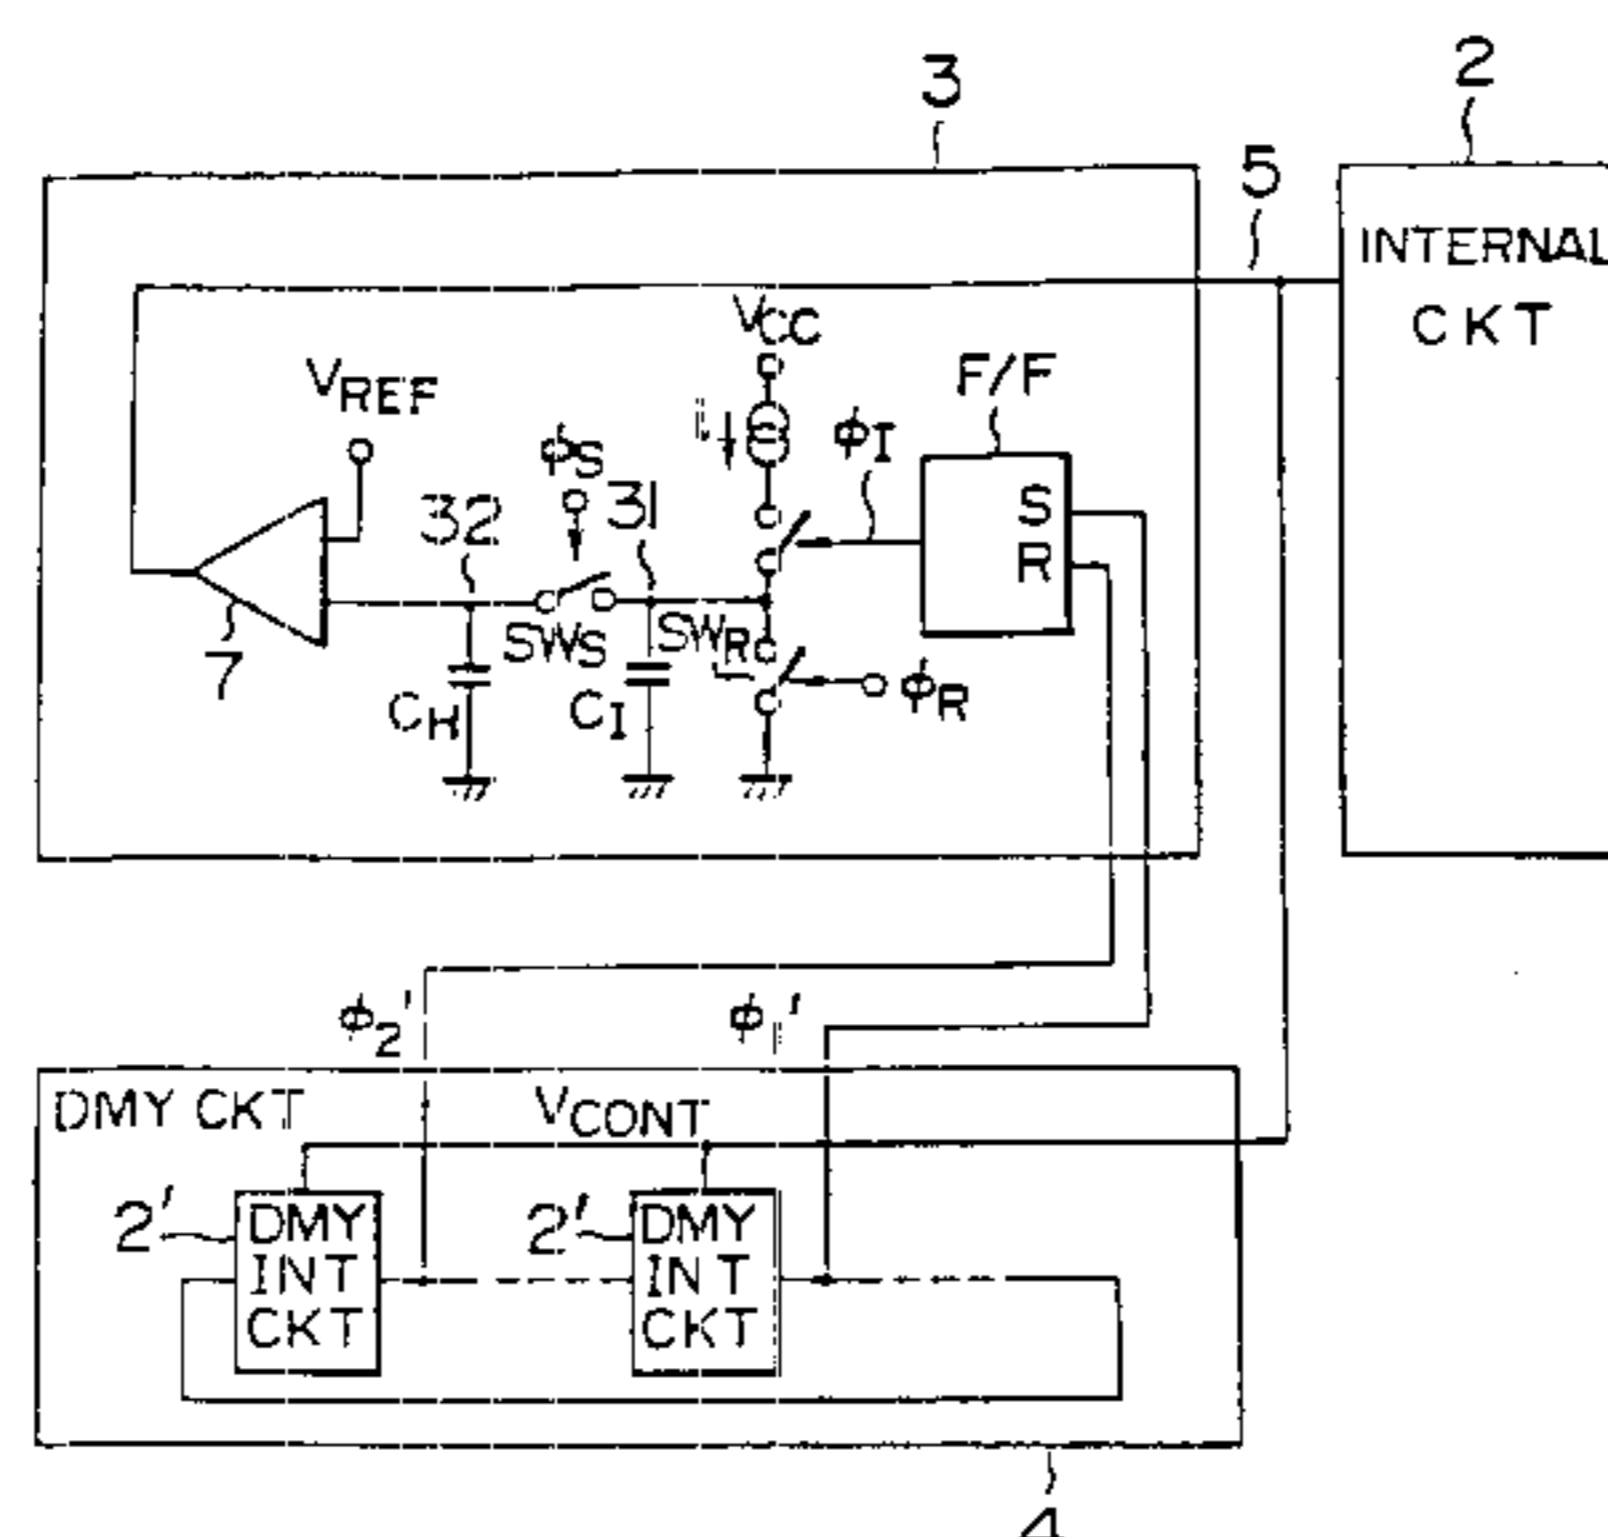 3
2
5
INTERNAL
CKT
VCC
VREF
F/F
i
ϕI
ϕS
S
R
32
31
SWS
SWR
7
CH
CI
ϕR
ϕ2'
ϕ1'
DMY CKT
VCONT
2'
DMY
INT
CKT
2'
DMY
INT
CKT
4